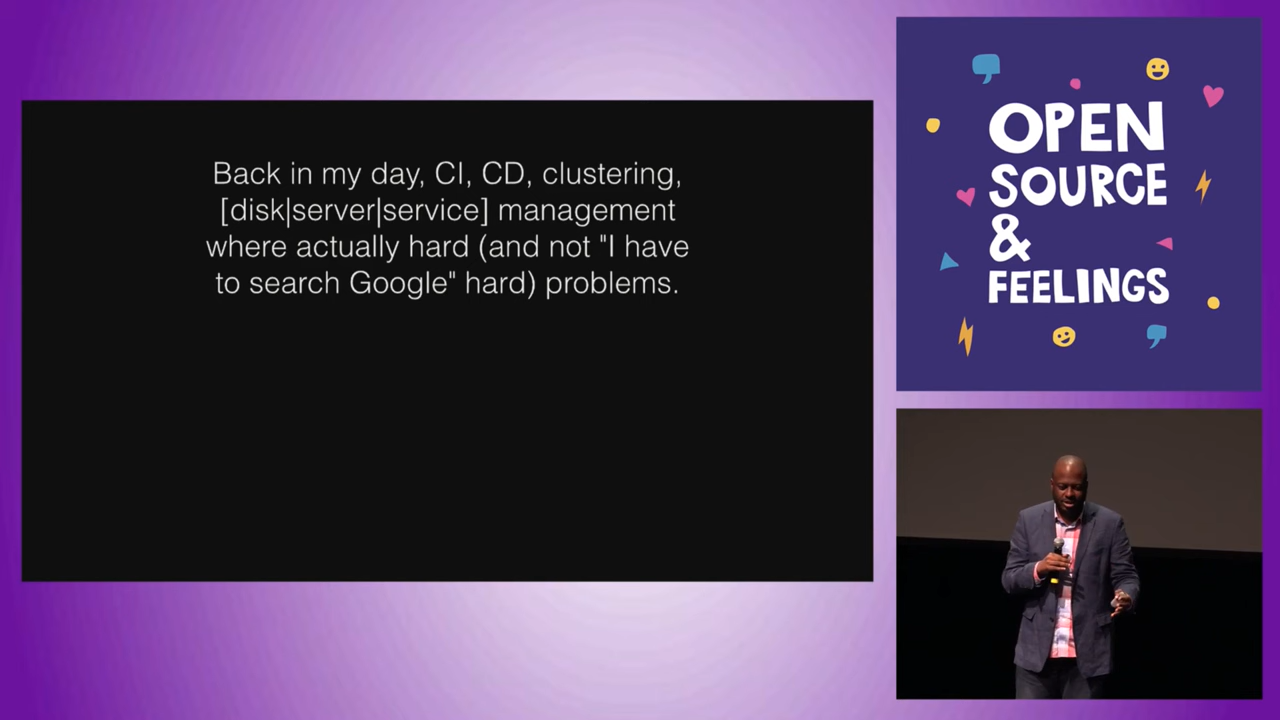 Back in my day, CI, CD, clustering,
[disk|server|service] management
where actually hard (and not "I have
to search Google" hard) problems.
OPEN
SOURCE
&
FEELINGS